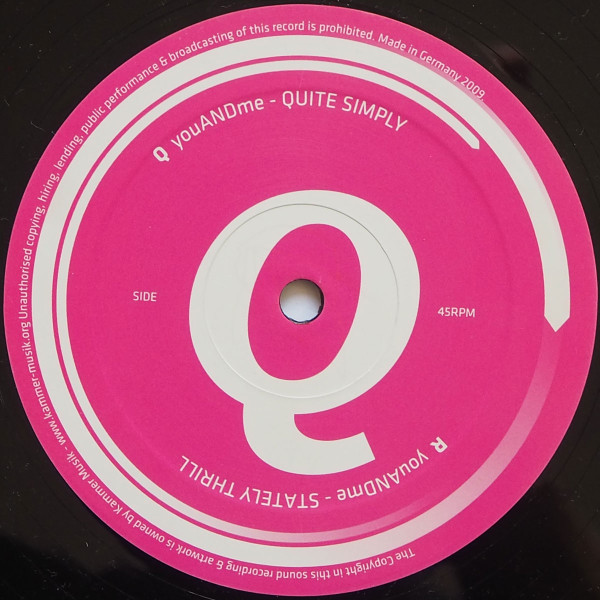 Q youANDme - QUITE SIMPLY
SIDE
Q
45RPM
R youANDme - STATELY THRILL
The Copyright in this sound recording & artwork is owned by Kammer Musik - www.kammer-musik.org Unauthorised copying, hiring, lending, public performance & broadcasting of this record is prohibited. Made in Germany 2009.